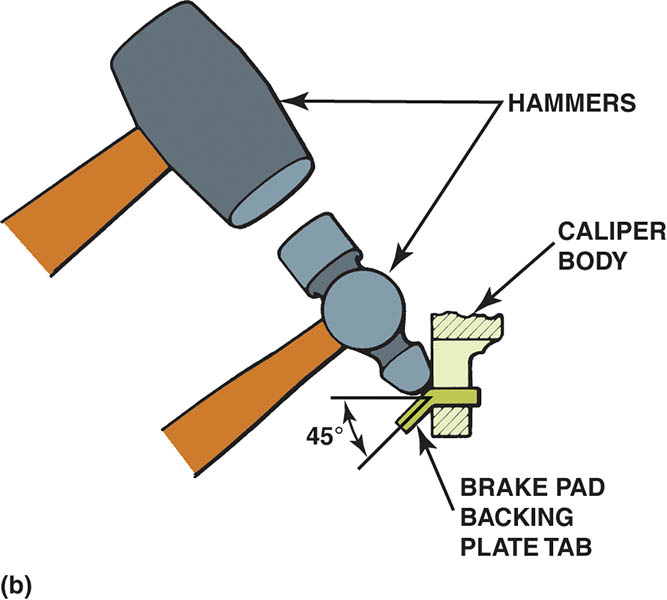 HAMMERS
CALIPER
BODY
45°
BRAKE PAD
BACKING
PLATE TAB
(b)